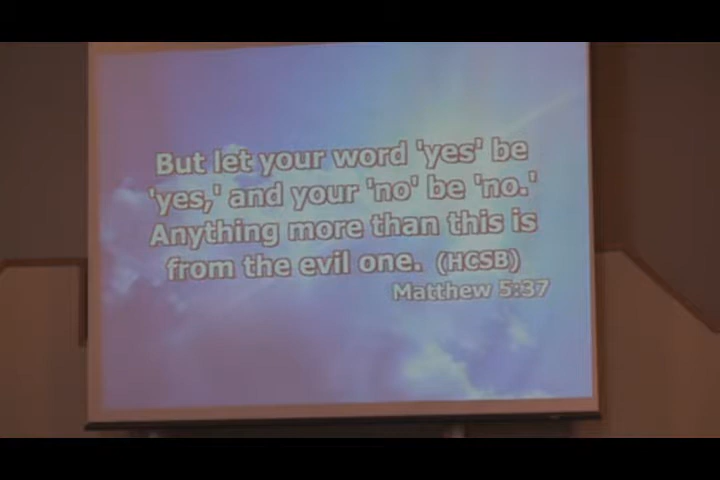 But let your word 'yes' be
'yes,' and your 'no' be 'no.'
Anything more than this is
from the evil one. (HCSB)
Matthew 5:37